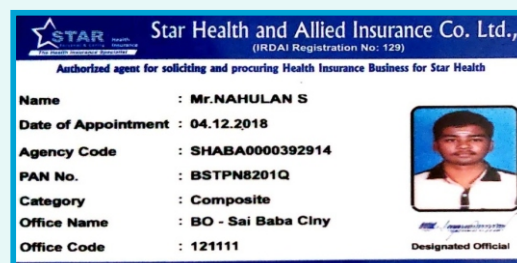 STAR Health Insurance
The Health Insurance Specialist
Star Health and Allied Insurance Co. Ltd.,
(IRDAI Registration No: 129)
Authorized agent for soliciting and procuring Health Insurance Business for Star Health
Name : Mr.NAHULAN S
Date of Appointment : 04.12.2018
Agency Code : SHABA0000392914
PAN No. : BSTPN8201Q
Category : Composite
Office Name : BO - Sai Baba Clny
Office Code : 121111
Designated Official